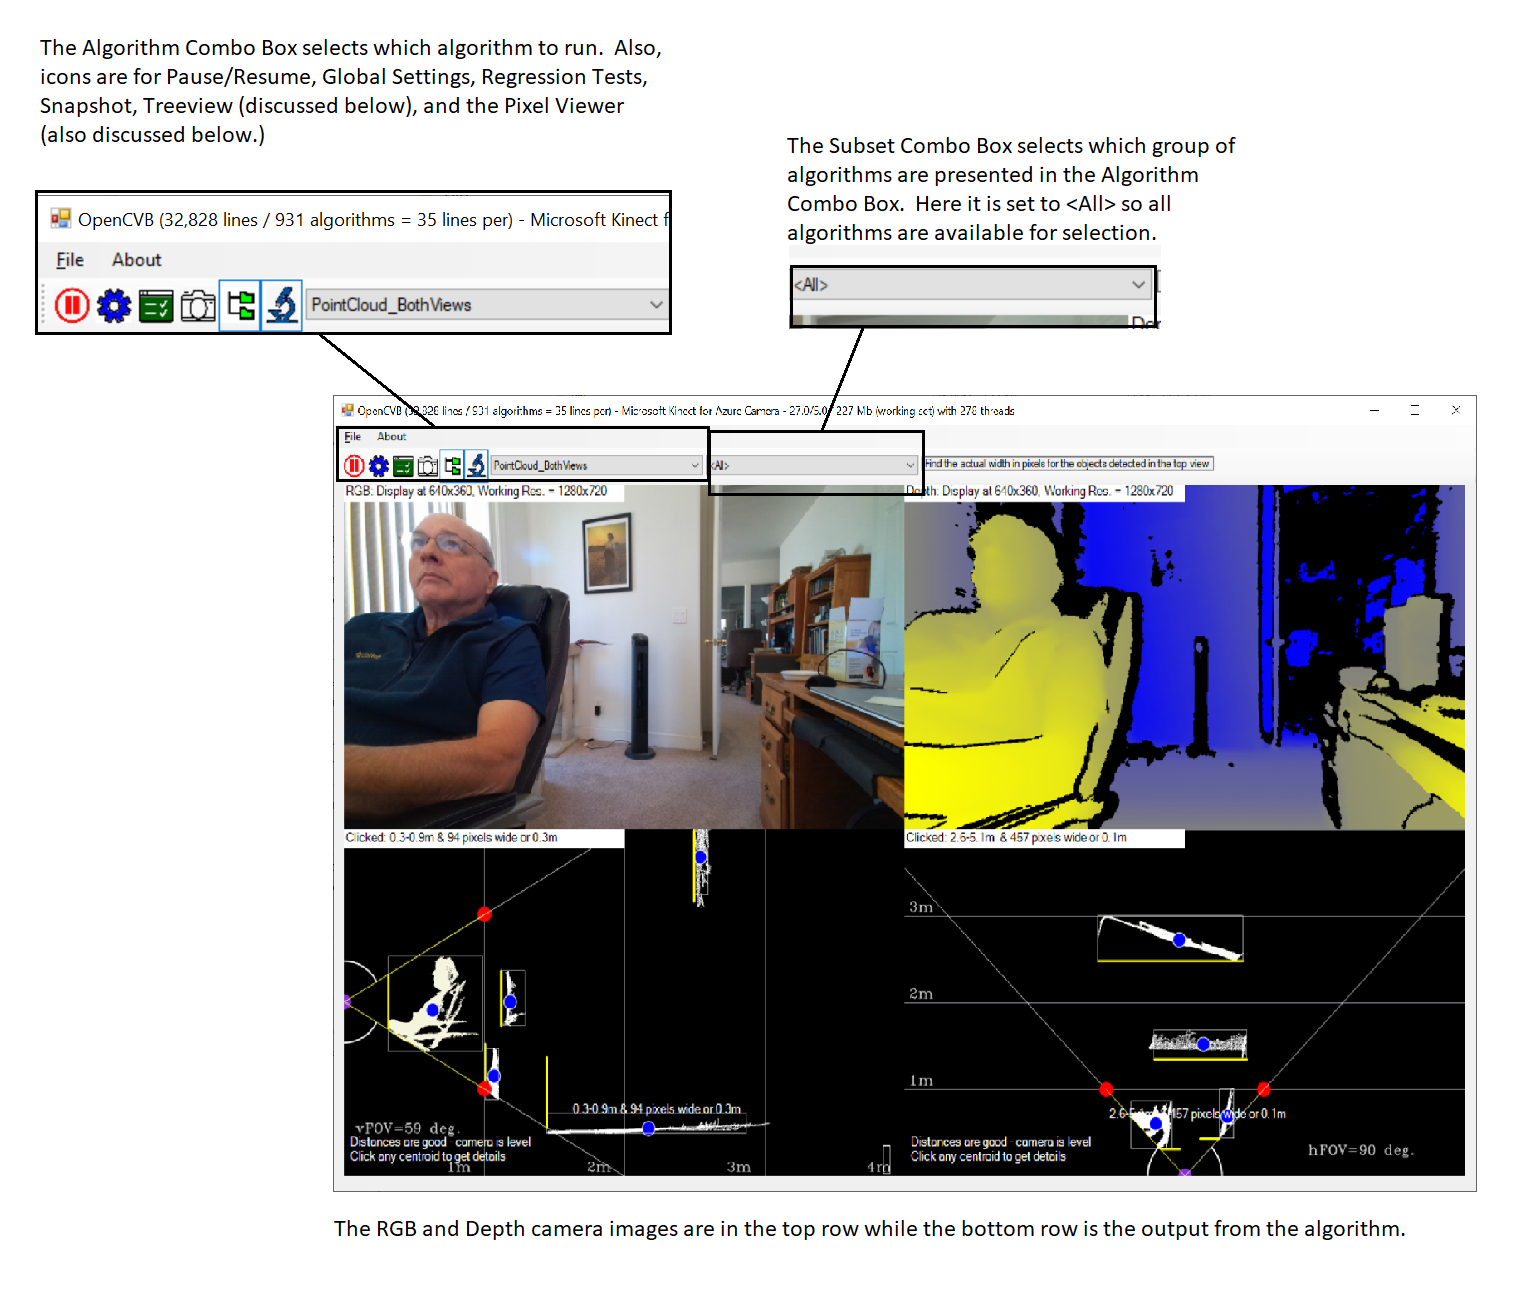 The Algorithm Combo Box selects which algorithm to run.  Also,
icons are for Pause/Resume, Global Settings, Regression Tests,
Snapshot, Treeview (discussed below), and the Pixel Viewer
(also discussed below.)
The Subset Combo Box selects which group of
algorithms are presented in the Algorithm
Combo Box.  Here it is set to <All> so all
algorithms are available for selection.
OpenCVB (32,828 lines / 931 algorithms = 35 lines per) - Microsoft Kinect f
File About
PointCloud_BothViews
<All>
OpenCVB (32,828 lines / 931 algorithms = 35 lines per) - Microsoft Kinect for Azure Camera - 27.0/5.0 227 Mb (working set) with 278 threads
File About
PointCloud_BothViews
<All>
Find the actual width in pixels for the objects detected in the top view
RGB: Display at 640x360, Working Res. = 1280x720
Depth: Display at 640x360, Working Res. = 1280x720
Clicked: 0.3-0.9m & 94 pixels wide or 0.3m
Clicked: 2.6-5.1m & 457 pixels wide or 0.1m
0.3-0.9m & 94 pixels wide or 0.3m
vFOV=59 deg.
Distances are good - camera is level
Click any centroid to get details
1m
2m
3m
4m
3m
2m
1m
457 pixels wide or 0.1m
Distances are good - camera is level
Click any centroid to get details
hFOV=90 deg.
The RGB and Depth camera images are in the top row while the bottom row is the output from the algorithm.